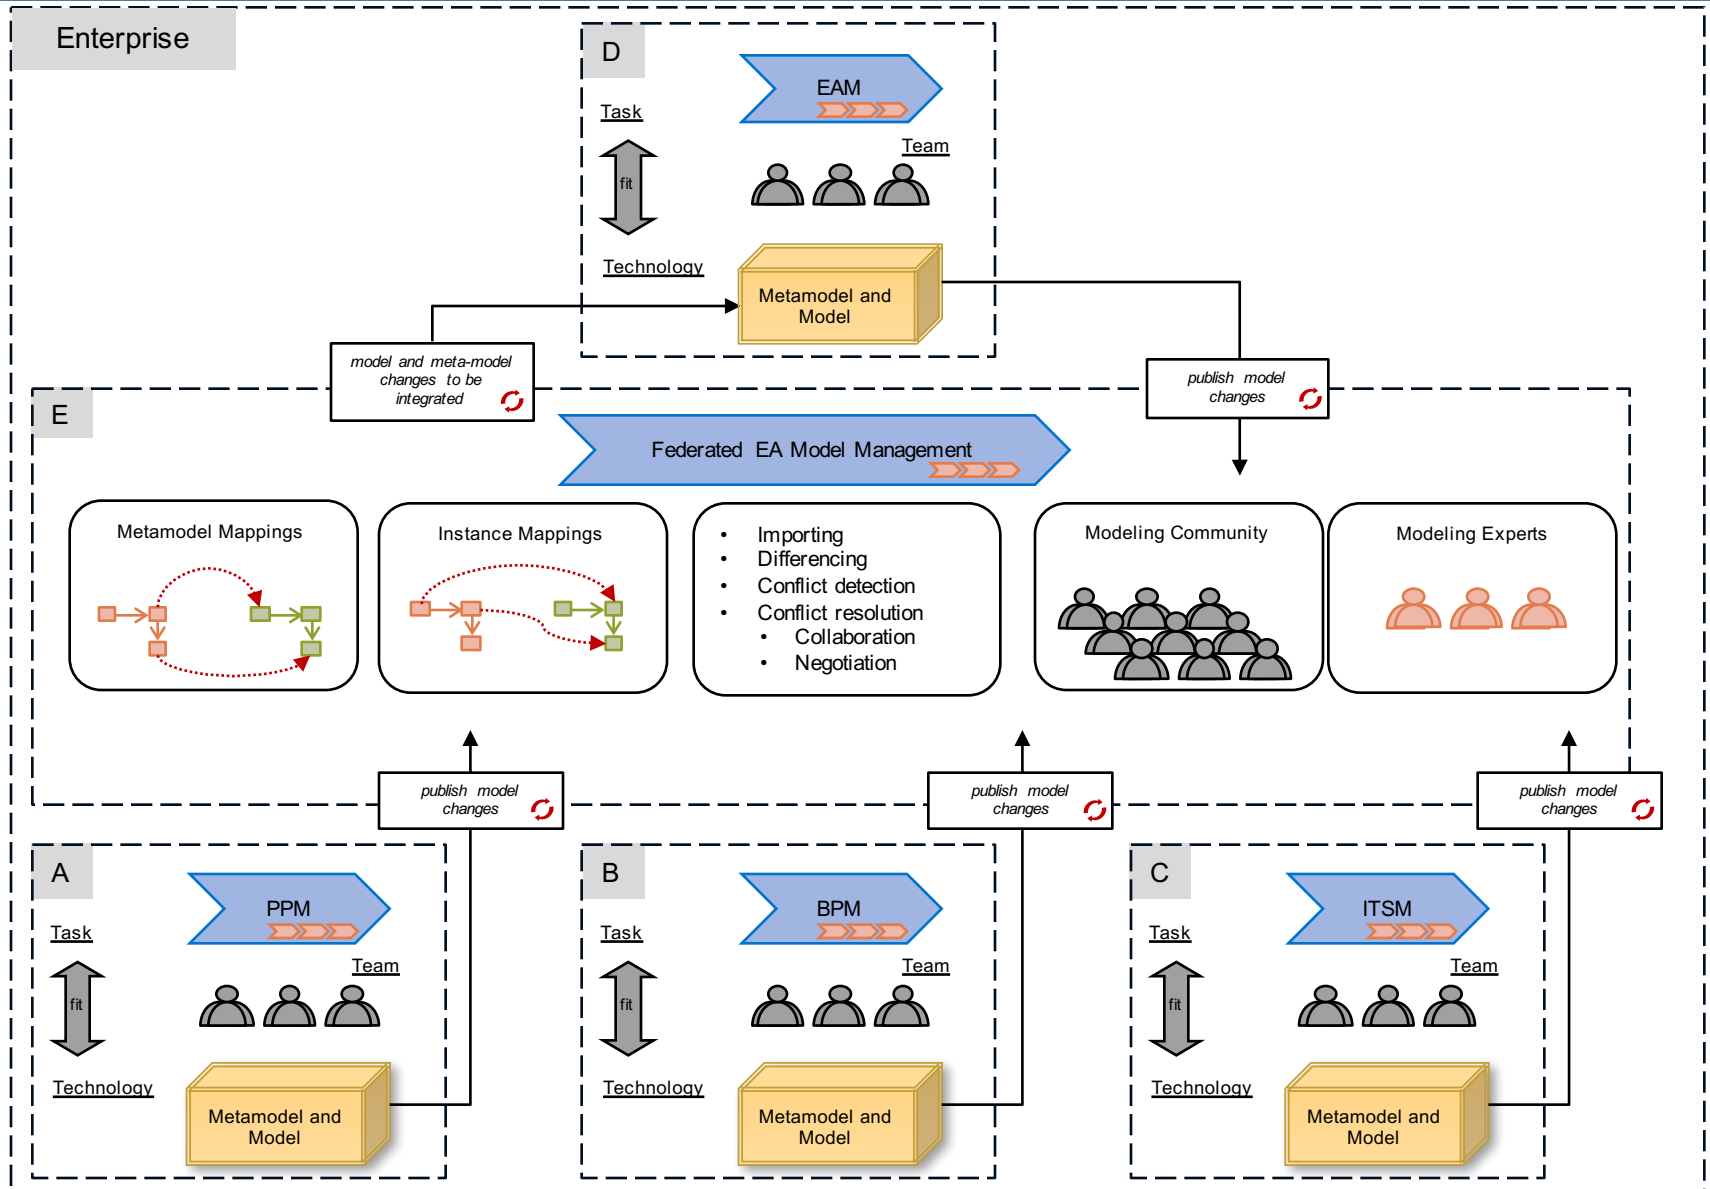 Enterprise
D
EAM
Task
Team
fit
Technology
Metamodel and
Model
model and meta-model
changes to be
integrated
publish model
changes
E
Federated EA Model Management
Metamodel Mappings
Instance Mappings
• Importing
• Differencing
• Conflict detection
• Conflict resolution
• Collaboration
• Negotiation
Modeling Community
Modeling Experts
publish model
changes
publish model
changes
publish model
changes
A
PPM
Task
Team
fit
Technology
Metamodel and
Model
B
BPM
Task
Team
fit
Technology
Metamodel and
Model
C
ITSM
Task
Team
fit
Technology
Metamodel and
Model